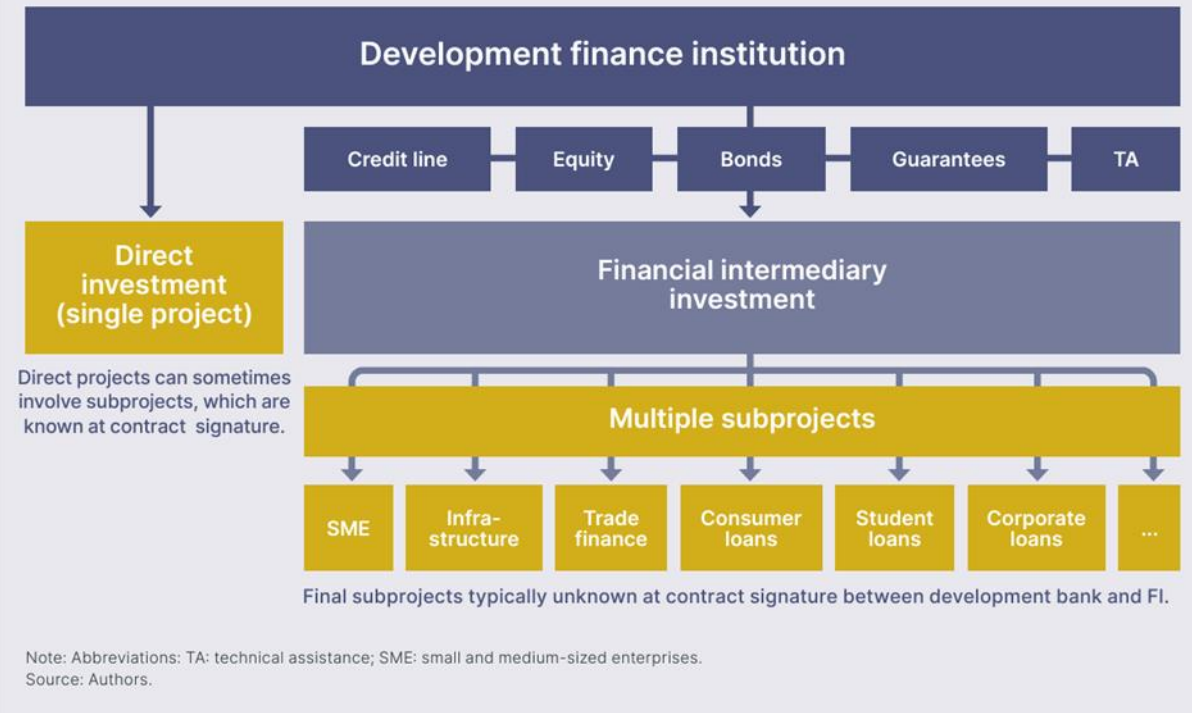 Development finance institution
Credit line
Equity
Bonds
Guarantees
TA
Direct
investment
(single project)
Financial intermediary
investment
Direct projects can sometimes
involve subprojects, which are
known at contract signature.
Multiple subprojects
SME
Infra-
structure
Trade
finance
Consumer
loans
Student
loans
Corporate
loans
...
Final subprojects typically unknown at contract signature between development bank and FI.
Note: Abbreviations: TA: technical assistance; SME: small and medium-sized enterprises.
Source: Authors.